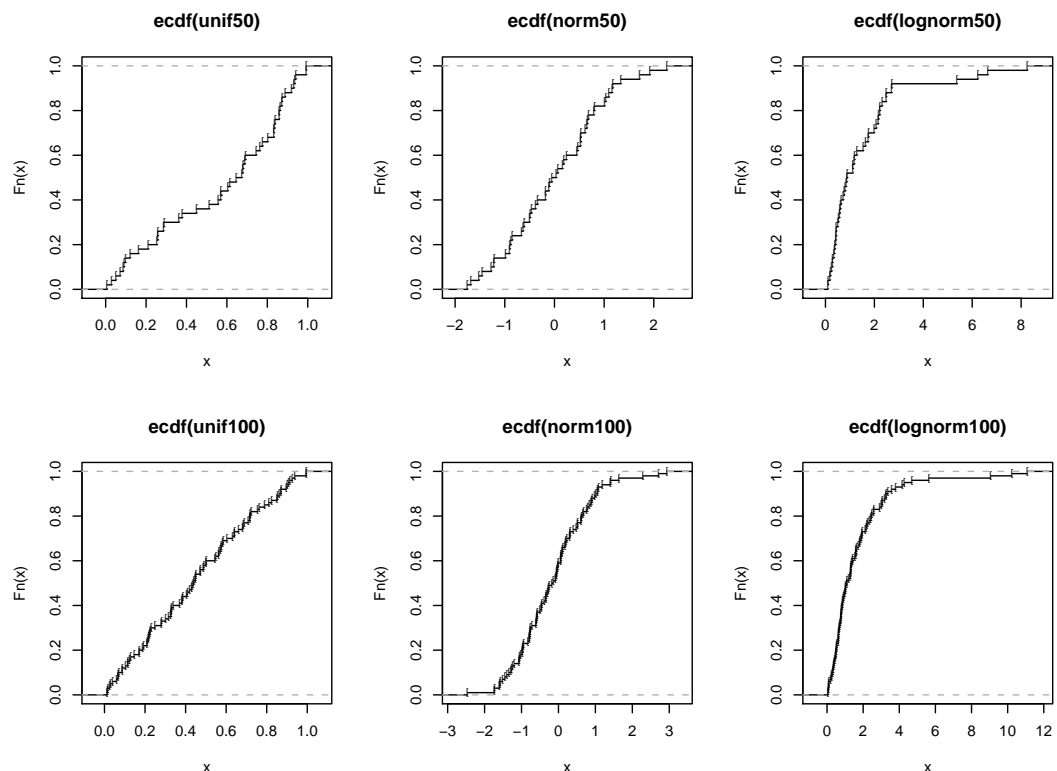 ecdf(unif50)
Fn(x)
1.0
0.8
0.6
0.4
0.2
0.0
0.0 0.2 0.4 0.6 0.8 1.0
x
ecdf(norm50)
Fn(x)
1.0
0.8
0.6
0.4
0.2
0.0
−2 −1 0 1 2
x
ecdf(lognorm50)
Fn(x)
1.0
0.8
0.6
0.4
0.2
0.0
0 2 4 6 8
x
ecdf(unif100)
Fn(x)
1.0
0.8
0.6
0.4
0.2
0.0
0.0 0.2 0.4 0.6 0.8 1.0
x
ecdf(norm100)
Fn(x)
1.0
0.8
0.6
0.4
0.2
0.0
−3 −2 −1 0 1 2 3
x
ecdf(lognorm100)
Fn(x)
1.0
0.8
0.6
0.4
0.2
0.0
0 2 4 6 8 10 12
x